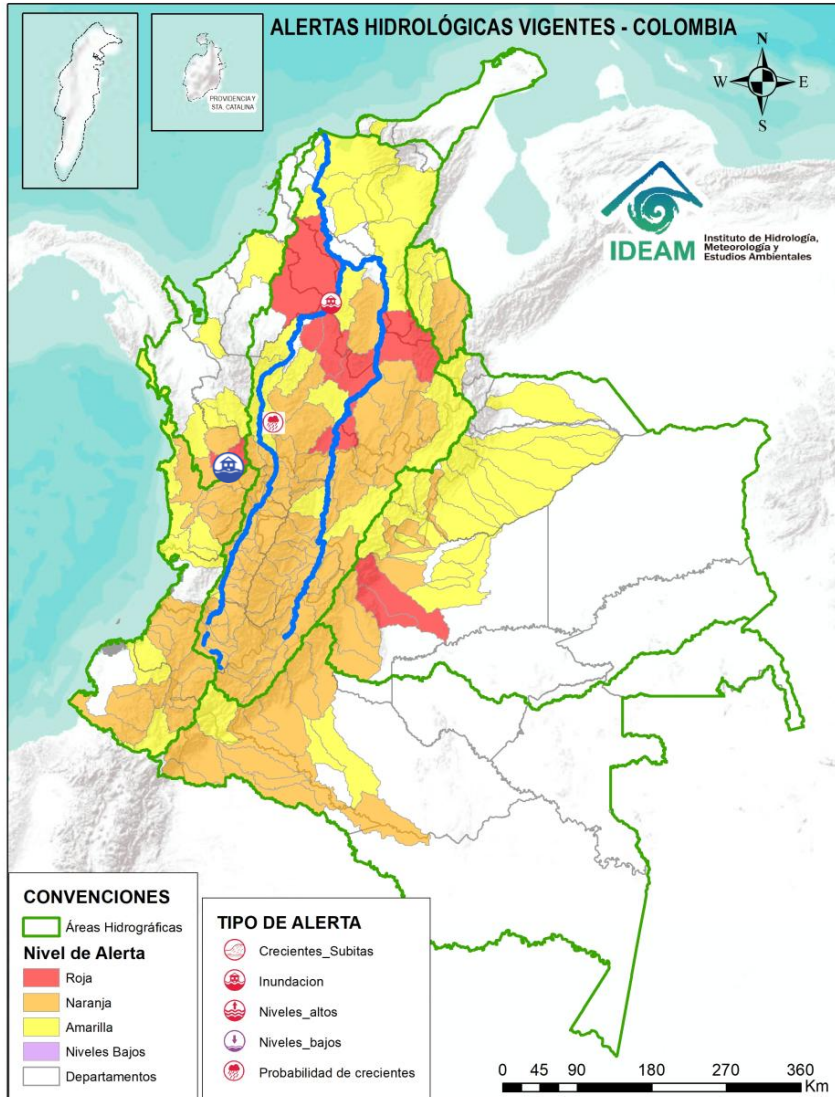 ALERTAS HIDROLÓGICAS VIGENTES - COLOMBIA
PROVIDENCIA Y
STA. CATALINA
N
W
E
S
IDEAM
Instituto de Hidrología,
Meteorología y
Estudios Ambientales
CONVENCIONES
Áreas Hidrográficas
Nivel de Alerta
Roja
Naranja
Amarilla
Niveles Bajos
Departamentos
TIPO DE ALERTA
Crecientes_Subitas
Inundacion
Niveles_altos
Niveles_bajos
Probabilidad de crecientes
0 45 90 180 270 360
Km